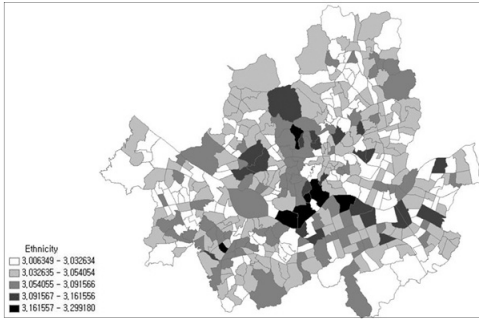 Ethnicity
3,006349 - 3,032634
3,032635 - 3,054054
3,054055 - 3,091566
3,091567 - 3,161556
3,161557 - 3,299180